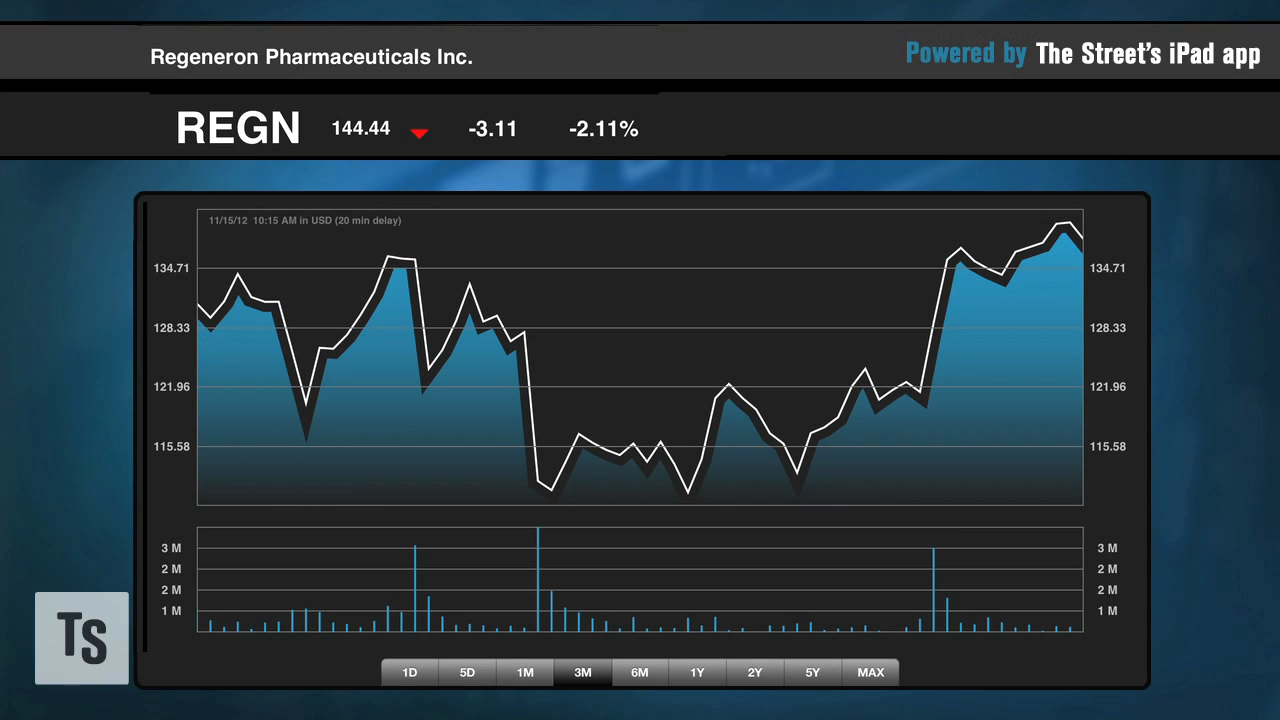 Regeneron Pharmaceuticals Inc.
Powered by The Street's iPad app
REGN 144.44 -3.11 -2.11%
11/15/12 10:15 AM in USD (20 min delay)
134.71 134.71
128.33 128.33
121.96 121.96
115.58 115.58
3 M 3 M
2 M 2 M
2 M 2 M
1 M 1 M
Ts
1D 5D 1M 3M 6M 1Y 2Y 5Y MAX